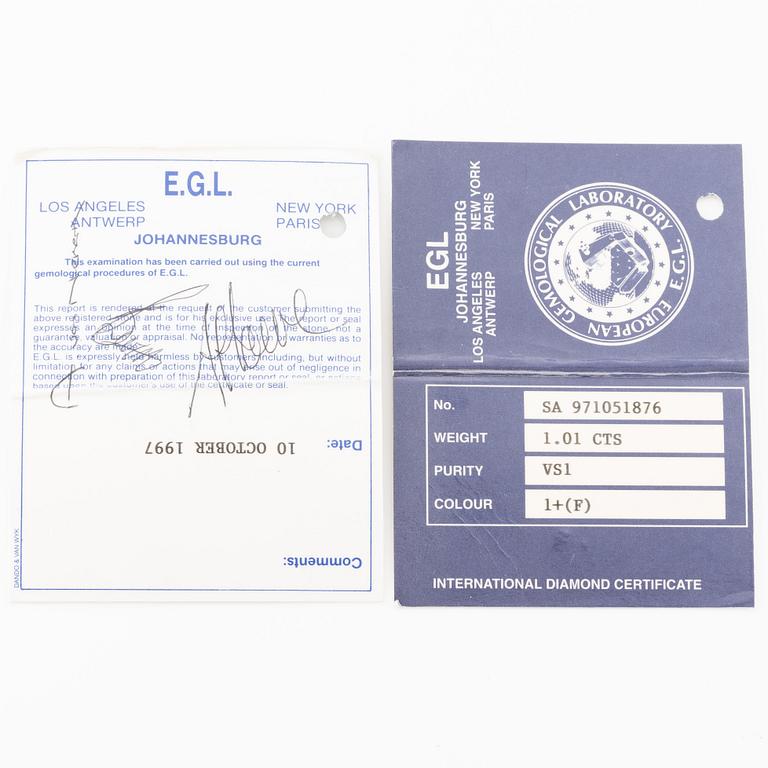 E.G.L.
LOS ANGELES NEW YORK
ANTWERP PARIS
JOHANNESBURG
This examination has been carried out using the current
gemological procedures of E.G.L.
This report is rendered at the request of the customer submitting the
above registered stone and is for his exclusive use. The report or seal
expresses an opinion at the time of inspection of the stone, not a
guarantee, valuation or appraisal. No representation or warranties as to
the accuracy are made.
E.G.L. is expressly held harmless by customers including, but without
limitation for any claims or actions that may arise out of negligence in
connection with preparation of this laboratory report or seal, or actions
based upon the customer's use of the certificate or seal.
Date: 10 OCTOBER 1997
Comments:
DANDO & VAN WYK
EGL
JOHANNESBURG
LOS ANGELES NEW YORK
ANTWERP PARIS
EUROPEAN GEMOLOGICAL LABORATORY. E.G.L.
No. SA 971051876
WEIGHT 1.01 CTS
PURITY VS1
COLOUR 1+(F)
INTERNATIONAL DIAMOND CERTIFICATE